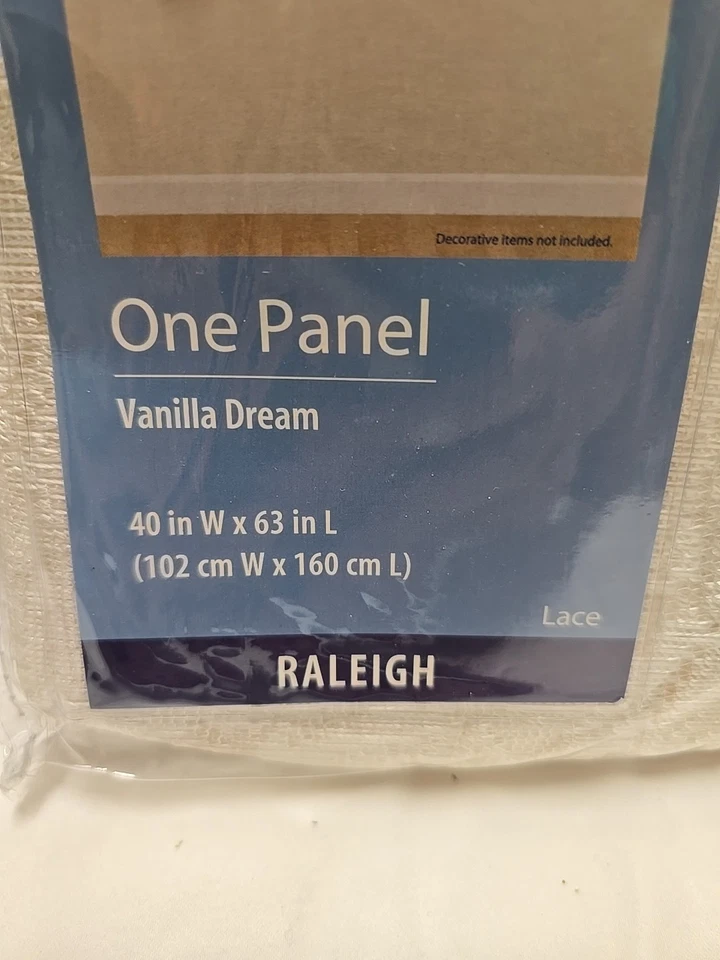 Decorative items not included.
One Panel
Vanilla Dream
40 in W x 63 in L
(102 cm W x 160 cm L)
Lace
RALEIGH